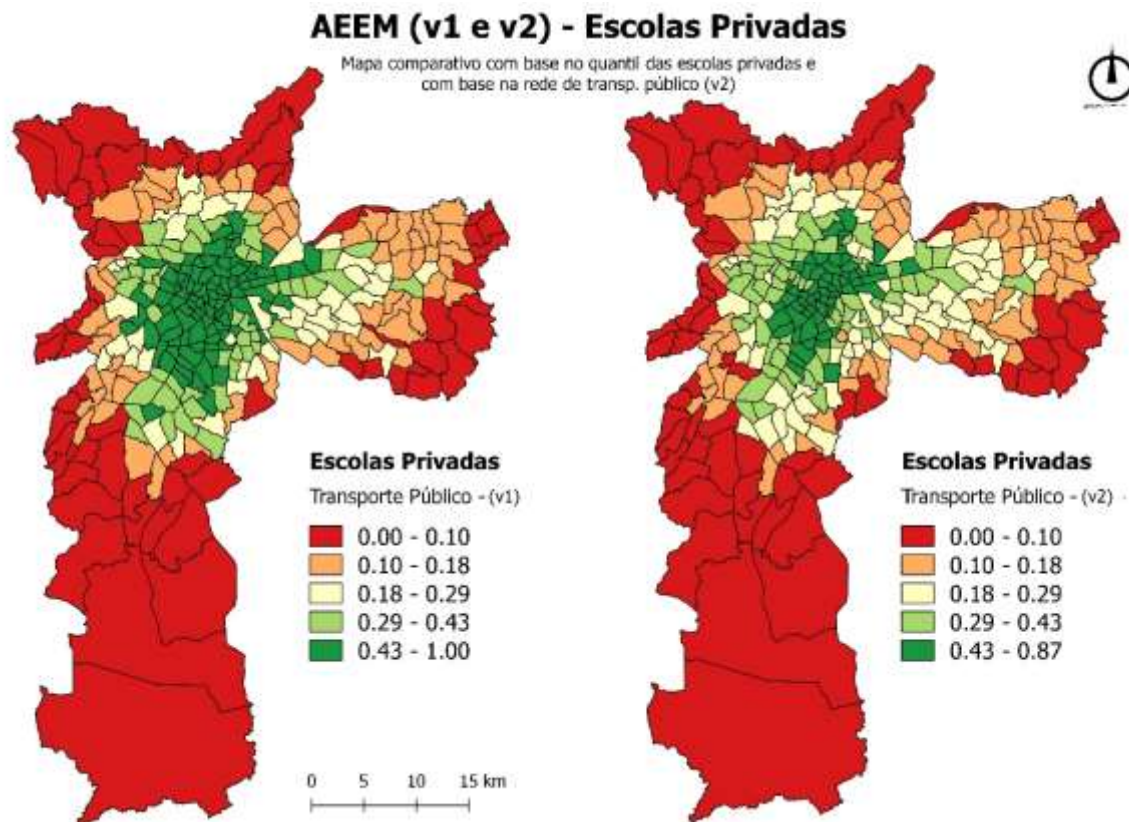 AEEM (v1 e v2) - Escolas Privadas
Mapa comparativo com base no quantil das escolas privadas e
com base na rede de transp. público (v2)
Escolas Privadas
Transporte Público - (v1)
0.00 - 0.10
0.10 - 0.18
0.18 - 0.29
0.29 - 0.43
0.43 - 1.00
0 5 10 15 km
Escolas Privadas
Transporte Público - (v2)
0.00 - 0.10
0.10 - 0.18
0.18 - 0.29
0.29 - 0.43
0.43 - 0.87